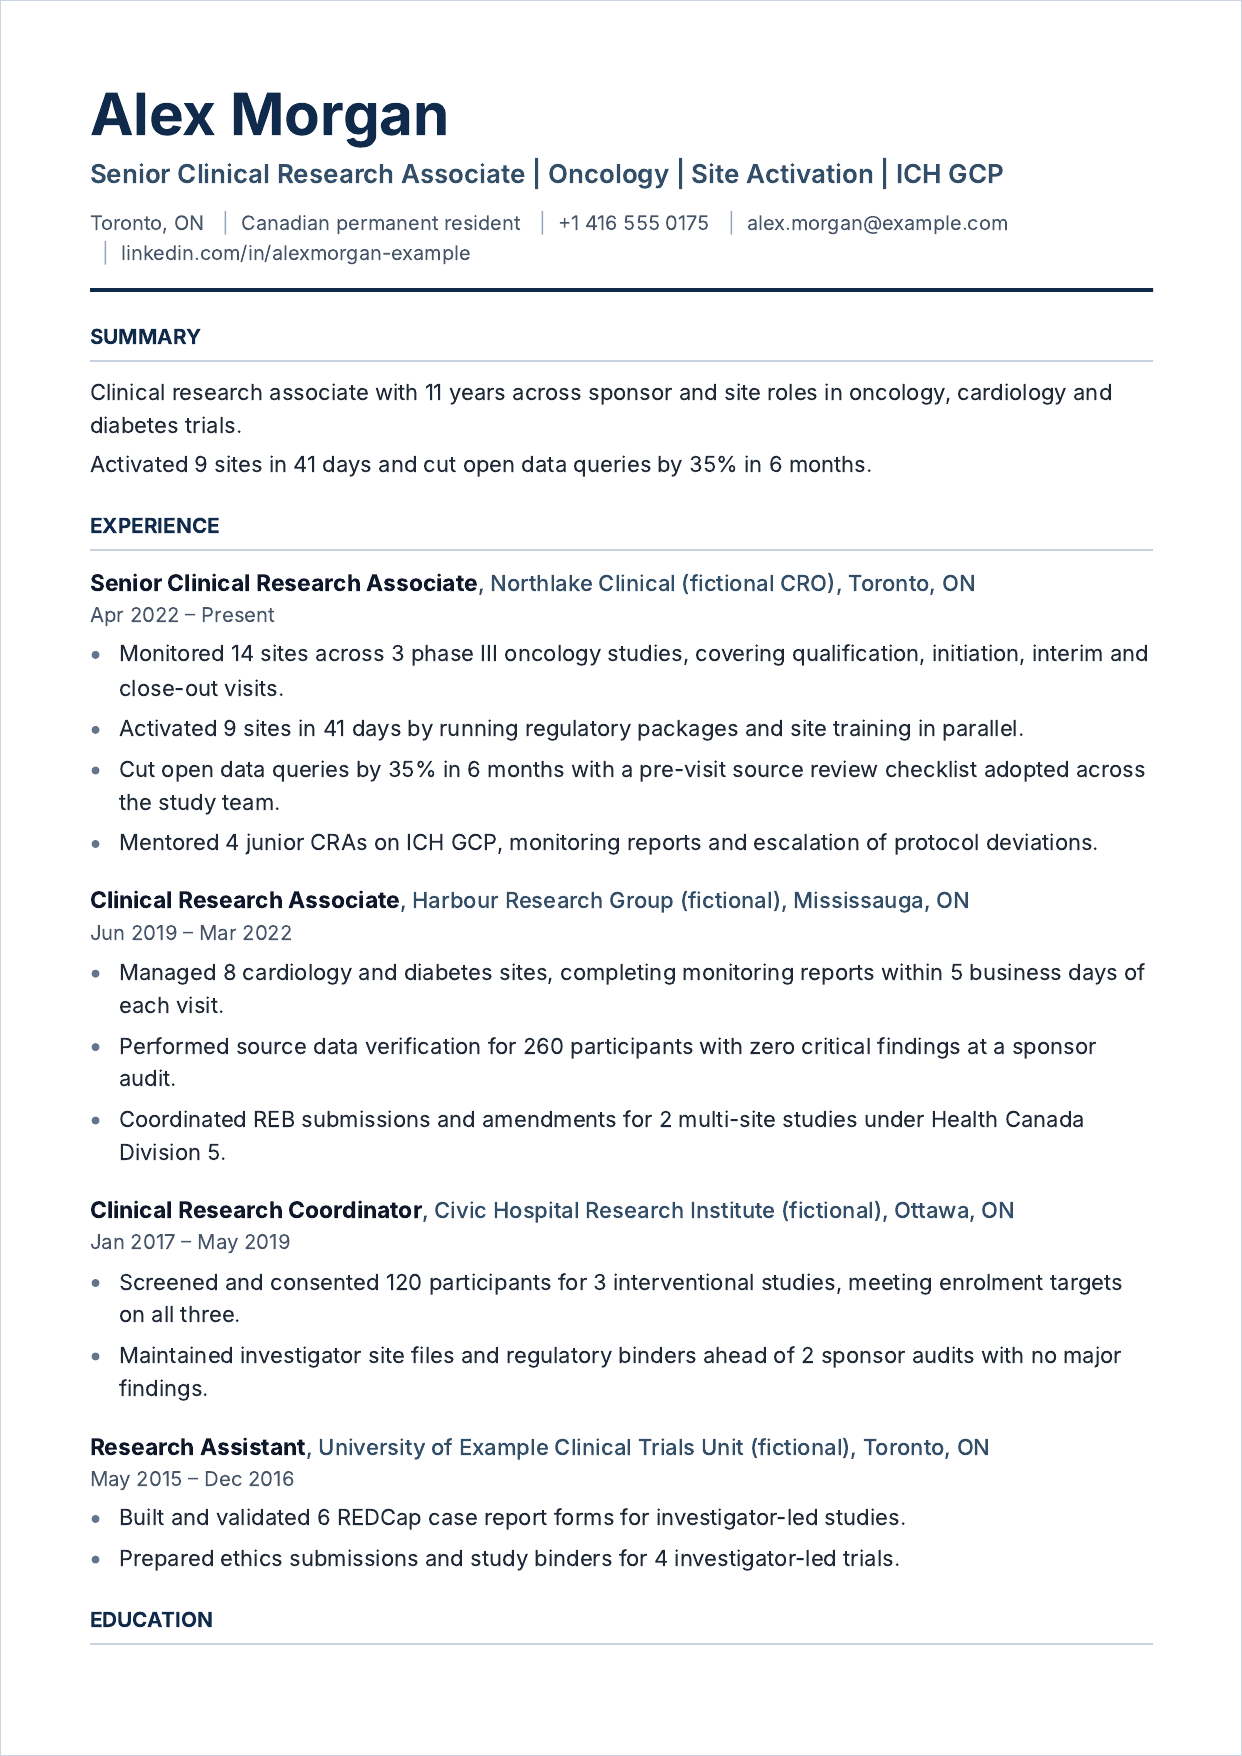 Alex Morgan
Senior Clinical Research Associate | Oncology | Site Activation | ICH GCP
Toronto, ON | Canadian permanent resident | +1 416 555 0175 | alex.morgan@example.com
| linkedin.com/in/alexmorgan-example
SUMMARY
Clinical research associate with 11 years across sponsor and site roles in oncology, cardiology and
diabetes trials.
Activated 9 sites in 41 days and cut open data queries by 35% in 6 months.
EXPERIENCE
Senior Clinical Research Associate, Northlake Clinical (fictional CRO), Toronto, ON
Apr 2022 – Present
• Monitored 14 sites across 3 phase III oncology studies, covering qualification, initiation, interim and
close-out visits.
• Activated 9 sites in 41 days by running regulatory packages and site training in parallel.
• Cut open data queries by 35% in 6 months with a pre-visit source review checklist adopted across
the study team.
• Mentored 4 junior CRAs on ICH GCP, monitoring reports and escalation of protocol deviations.
Clinical Research Associate, Harbour Research Group (fictional), Mississauga, ON
Jun 2019 – Mar 2022
• Managed 8 cardiology and diabetes sites, completing monitoring reports within 5 business days of
each visit.
• Performed source data verification for 260 participants with zero critical findings at a sponsor
audit.
• Coordinated REB submissions and amendments for 2 multi-site studies under Health Canada
Division 5.
Clinical Research Coordinator, Civic Hospital Research Institute (fictional), Ottawa, ON
Jan 2017 – May 2019
• Screened and consented 120 participants for 3 interventional studies, meeting enrolment targets
on all three.
• Maintained investigator site files and regulatory binders ahead of 2 sponsor audits with no major
findings.
Research Assistant, University of Example Clinical Trials Unit (fictional), Toronto, ON
May 2015 – Dec 2016
• Built and validated 6 REDCap case report forms for investigator-led studies.
• Prepared ethics submissions and study binders for 4 investigator-led trials.
EDUCATION